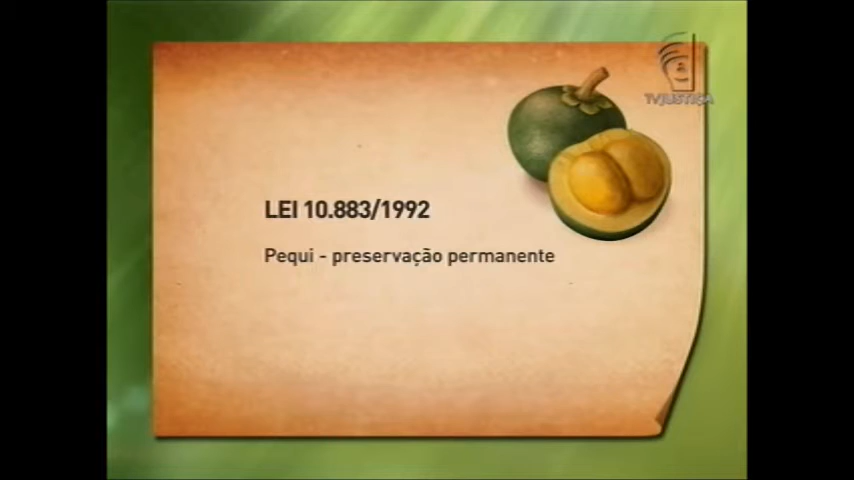 TVJUSTIÇA
LEI 10.883/1992
Pequi - preservação permanente